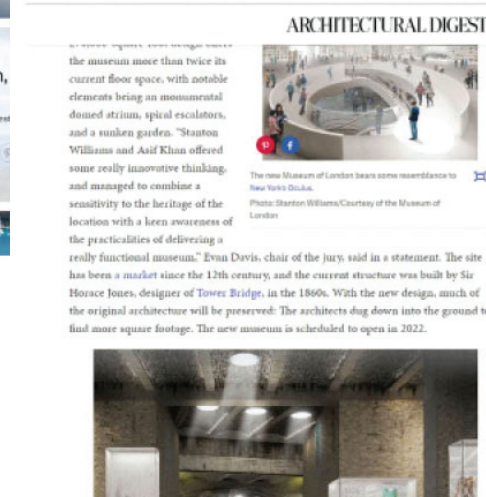 ARCHITECTURAL DIGEST
the museum more than twice its
current floor space, with notable
elements being an monumental
domed atrium, spiral escalators,
and a sunken garden. "Stanton
Williams and Asif Khan offered
some really innovative thinking,
and managed to combine a
sensitivity to the heritage of the
location with a keen awareness of
the practicalities of delivering a
really functional museum," Evan Davis, chair of the jury, said in a statement. The site
has been a market since the 12th century, and the current structure was built by Sir
Horace Jones, designer of Tower Bridge, in the 1860s. With the new design, much of
the original architecture will be preserved: The architects dug down into the ground t
find more square footage. The new museum is scheduled to open in 2022.
The new Museum of London bears some resemblance to
New York's Oculus.
Photo: Stanton Williams/Courtesy of the Museum of
London